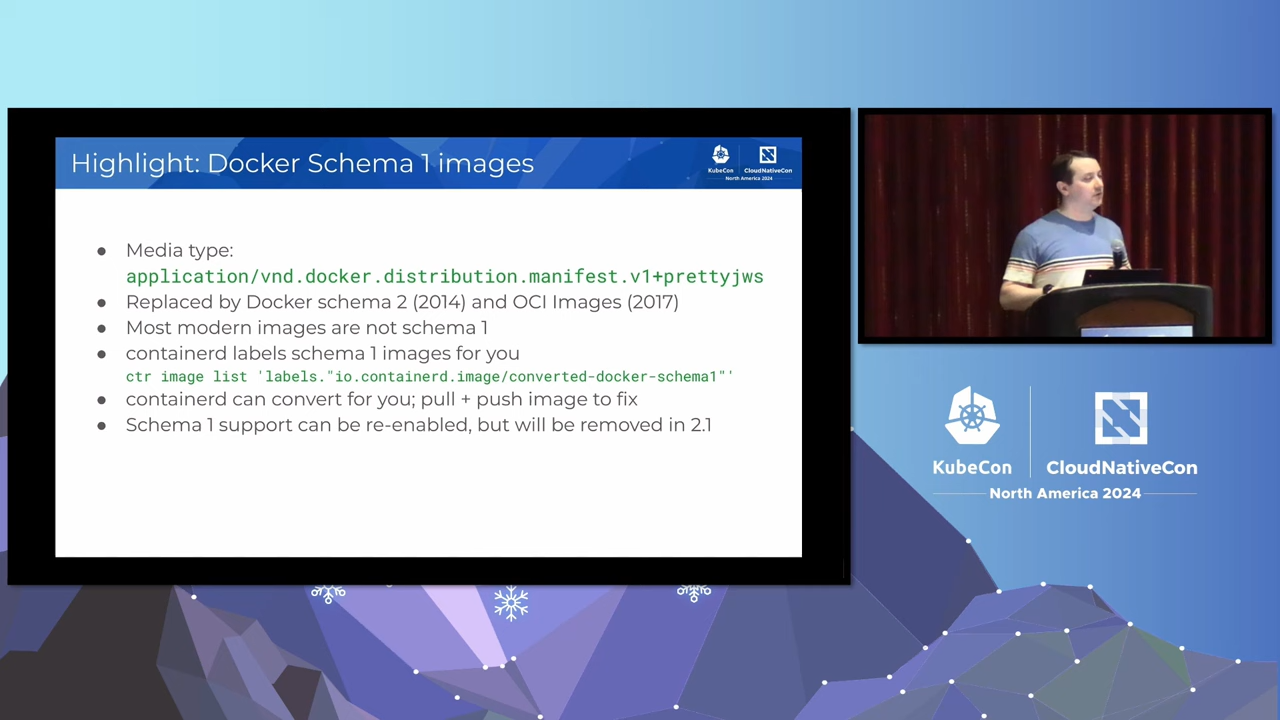 Highlight: Docker Schema 1 images
KubeCon
CloudNativeCon
North America 2024
● Media type:
application/vnd.docker.distribution.manifest.v1+prettyjws
● Replaced by Docker schema 2 (2014) and OCI Images (2017)
● Most modern images are not schema 1
● containerd labels schema 1 images for you
ctr image list 'labels."io.containerd.image/converted-docker-schema1"'
● containerd can convert for you; pull + push image to fix
● Schema 1 support can be re-enabled, but will be removed in 2.1
KubeCon
CloudNativeCon
North America 2024